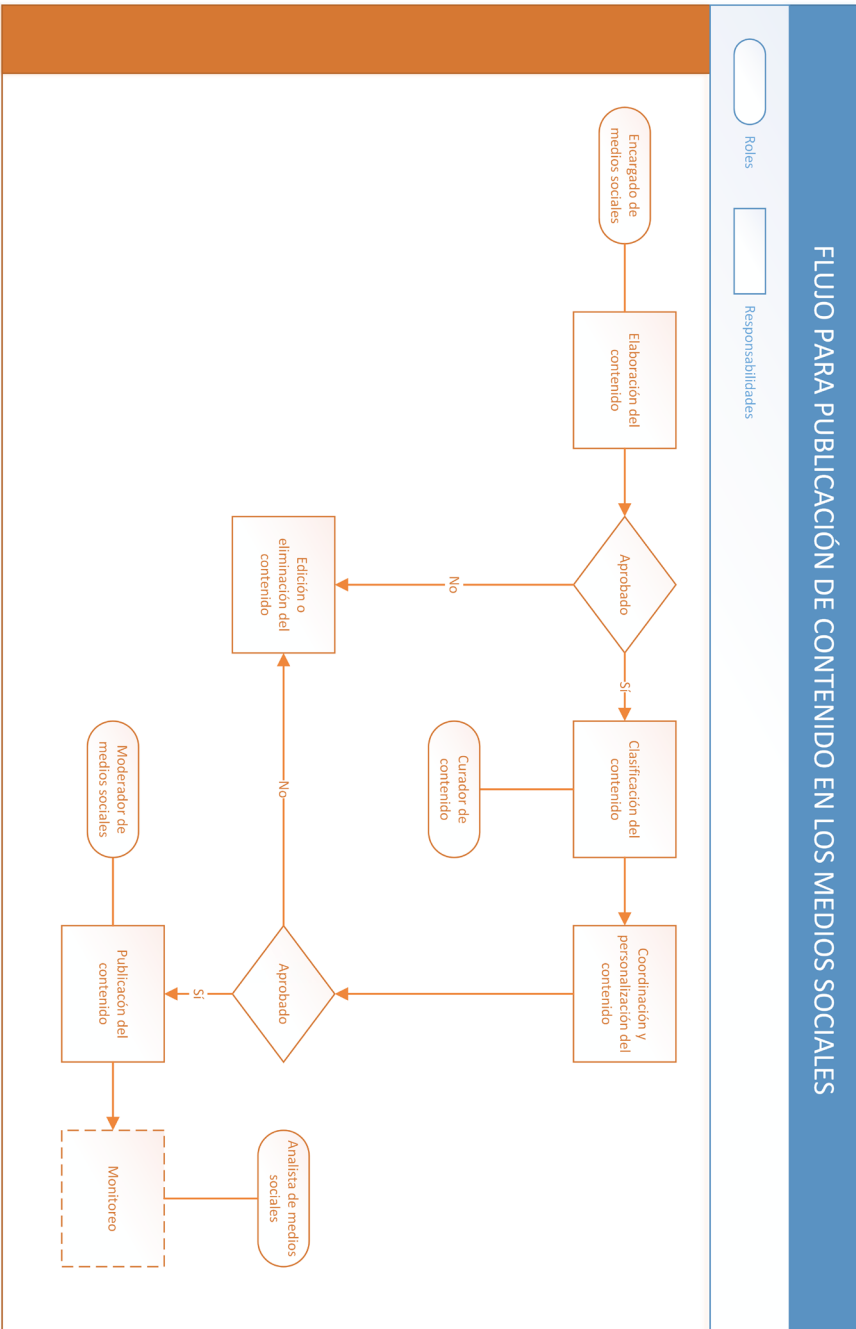 FLUJO PARA PUBLICACIÓN DE CONTENIDO EN LOS MEDIOS SOCIALES
Roles
Responsabilidades
Encargado de
medios sociales
Elaboración del
contenido
Aprobado
Sí
Clasificación del
contenido
Coordinación y
personalización del
contenido
Curador de
contenido
No
Edición o
eliminación del
contenido
No
Aprobado
Sí
Moderador de
medios sociales
Publicacón del
contenido
Analista de medios
sociales
Monitoreo